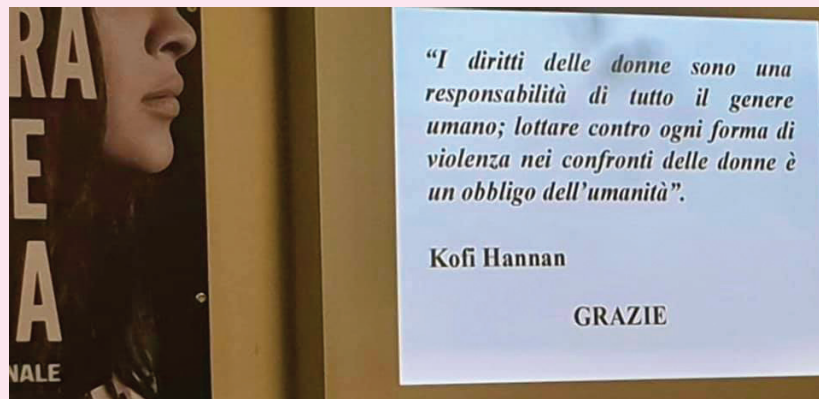 RA
E
A
NALE
“I diritti delle donne sono una
responsabilità di tutto il genere
umano; lottare contro ogni forma di
violenza nei confronti delle donne è
un obbligo dell’umanità”.
Kofi Hannan
GRAZIE